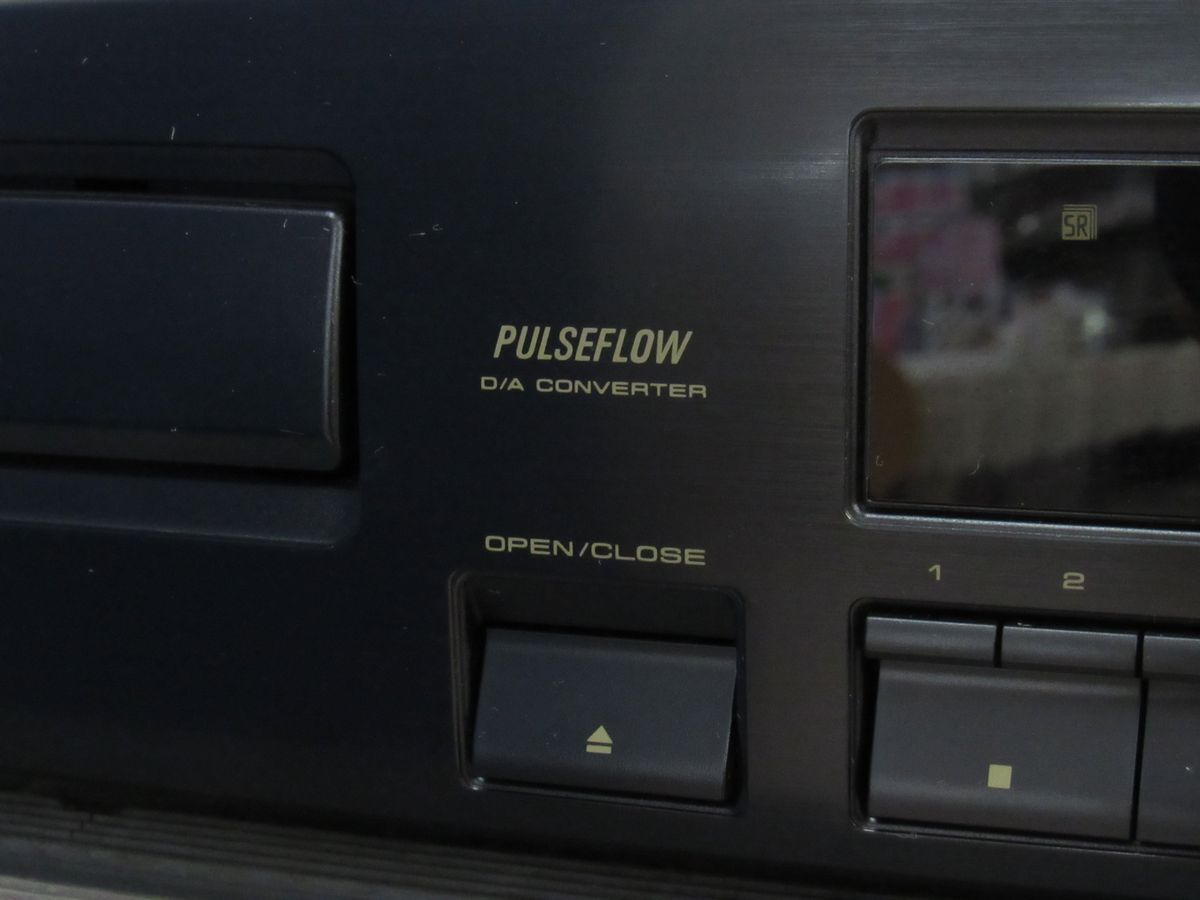 SR
PULSEFLOW
D/A CONVERTER
OPEN/CLOSE
1 2